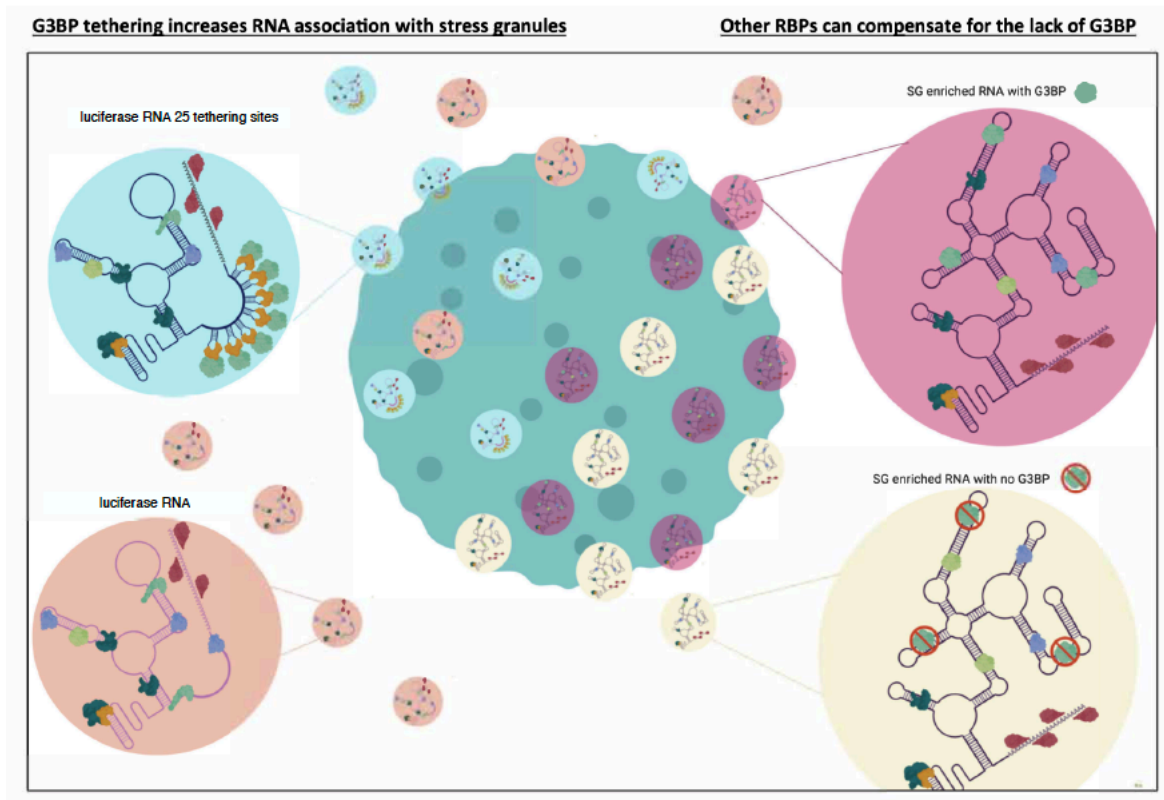 G3BP tethering increases RNA association with stress granules
Other RBPs can compensate for the lack of G3BP
SG enriched RNA with G3BP
luciferase RNA 25 tethering sites
SG enriched RNA with no G3BP
luciferase RNA